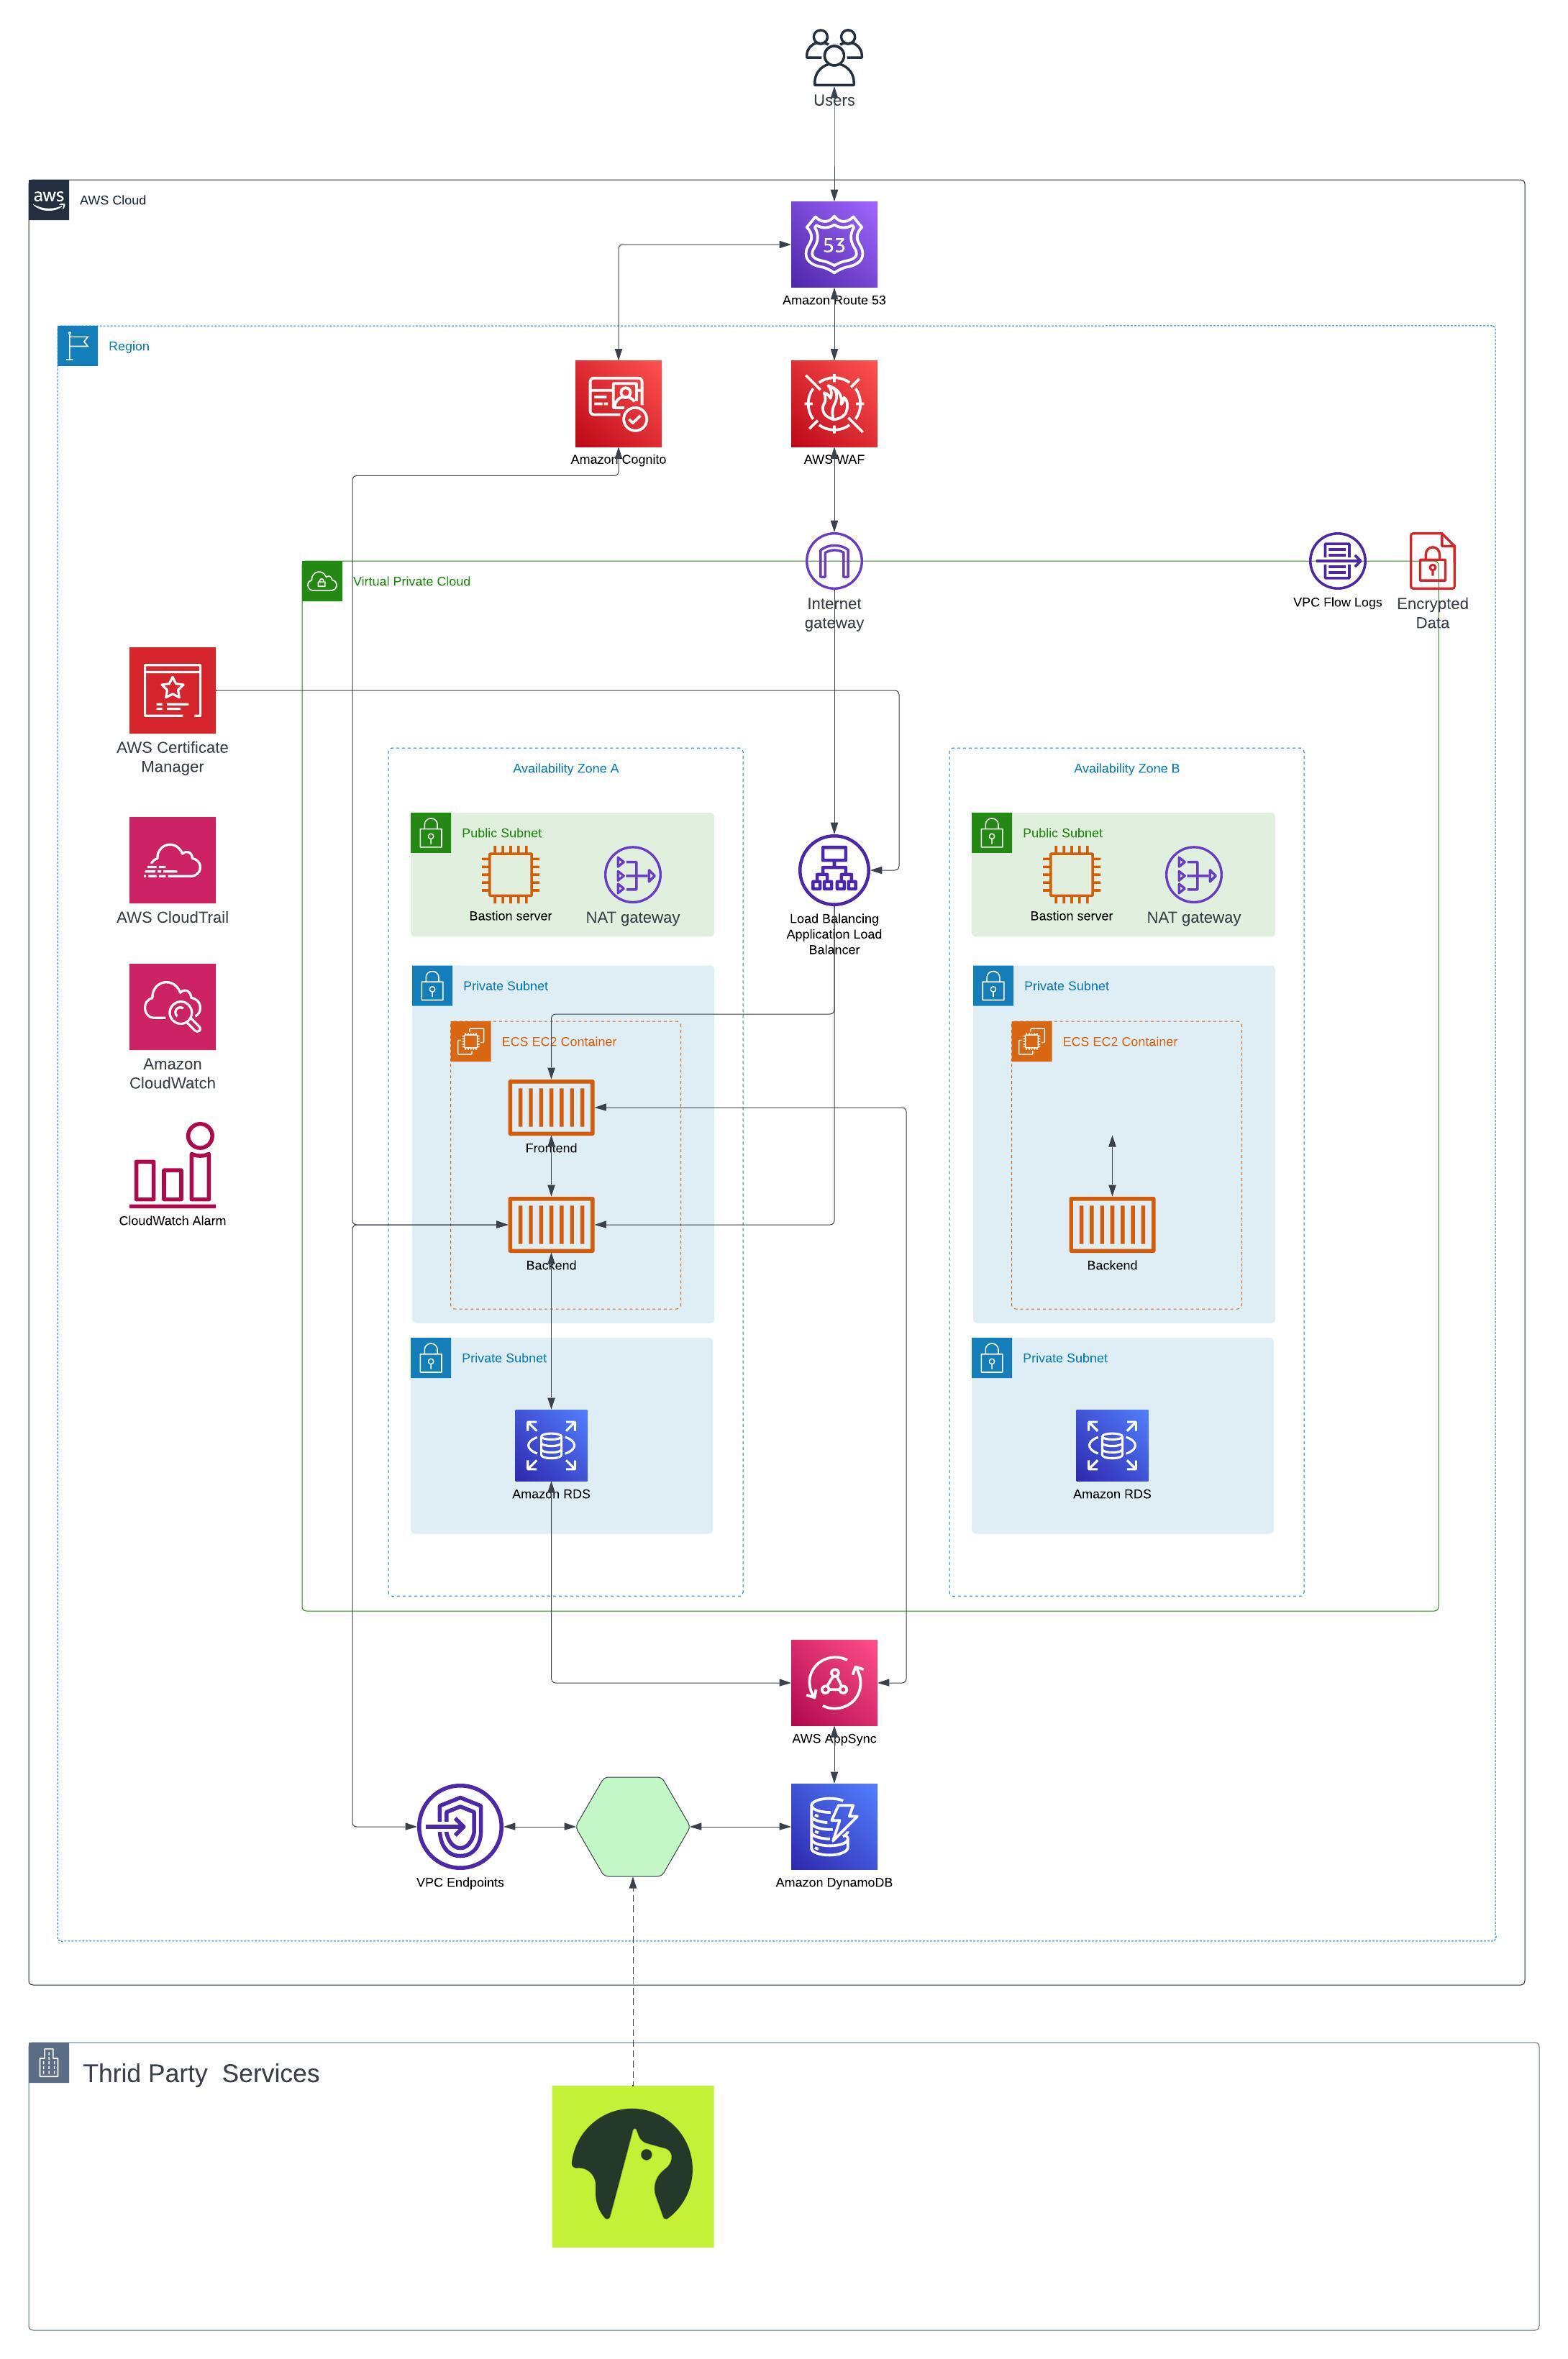 Users
aws
AWS Cloud
53
Amazon Route 53
Region
Amazon Cognito
AWS WAF
Virtual Private Cloud
Internet
gateway
VPC Flow Logs
Encrypted
Data
AWS Certificate
Manager
Availability Zone A
Availability Zone B
Public Subnet
Bastion server
NAT gateway
Load Balancing
Application Load
Balancer
Public Subnet
Bastion server
NAT gateway
AWS CloudTrail
Private Subnet
ECS EC2 Container
Frontend
Backend
Private Subnet
ECS EC2 Container
Backend
Amazon
CloudWatch
CloudWatch Alarm
Private Subnet
Amazon RDS
Private Subnet
Amazon RDS
AWS AppSync
VPC Endpoints
Amazon DynamoDB
Thrid Party  Services